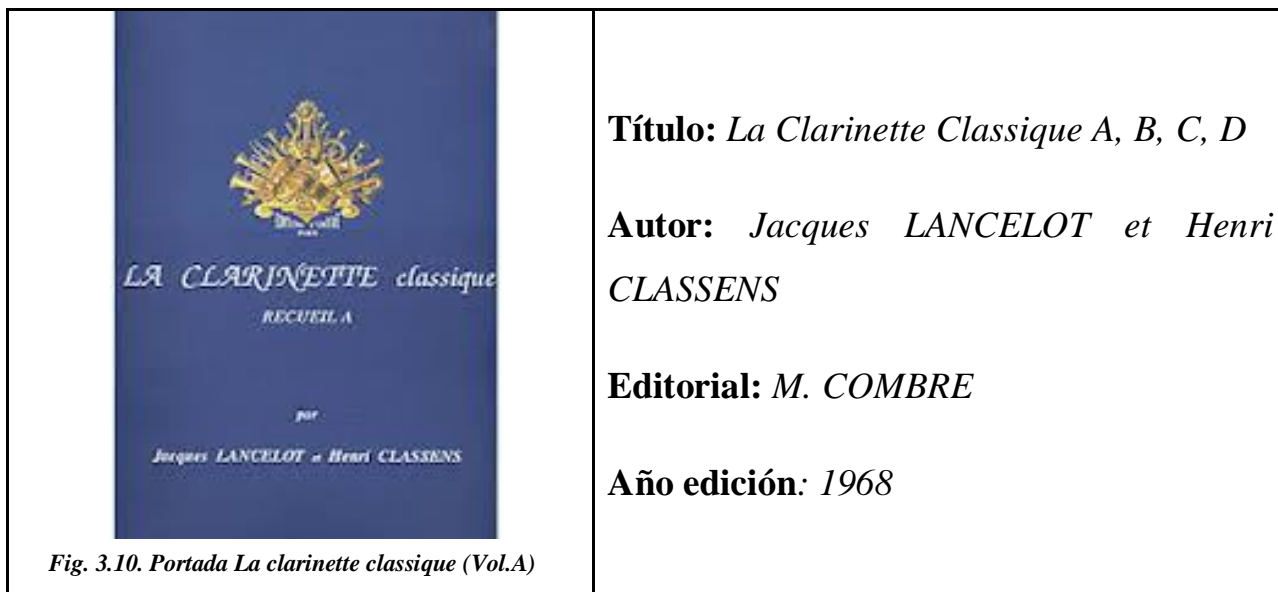 LA CLARINETTE classique
RECUEIL A
par
Jacques LANCELOT et Henri CLASSENS
Fig. 3.10. Portada La clarinette classique (Vol.A)
Título: La Clarinette Classique A, B, C, D
Autor: Jacques LANCELOT et Henri
CLASSENS
Editorial: M. COMBRE
Año edición: 1968